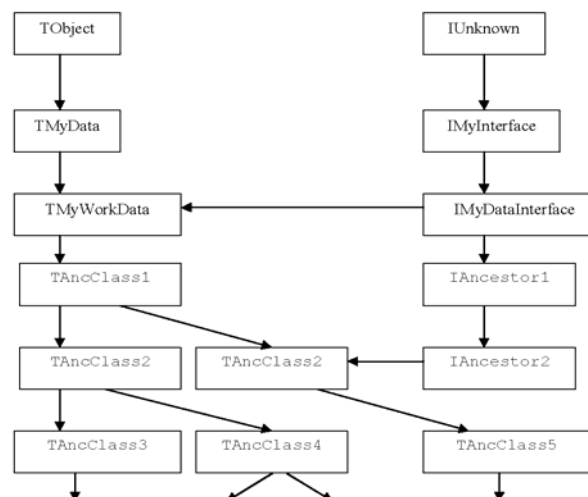 TObject
IUnknown
TMyData
IMyInterface
TMyWorkData
IMyDataInterface
TAncClass1
IAncestor1
TAncClass2
TAncClass2
IAncestor2
TAncClass3
TAncClass4
TAncClass5